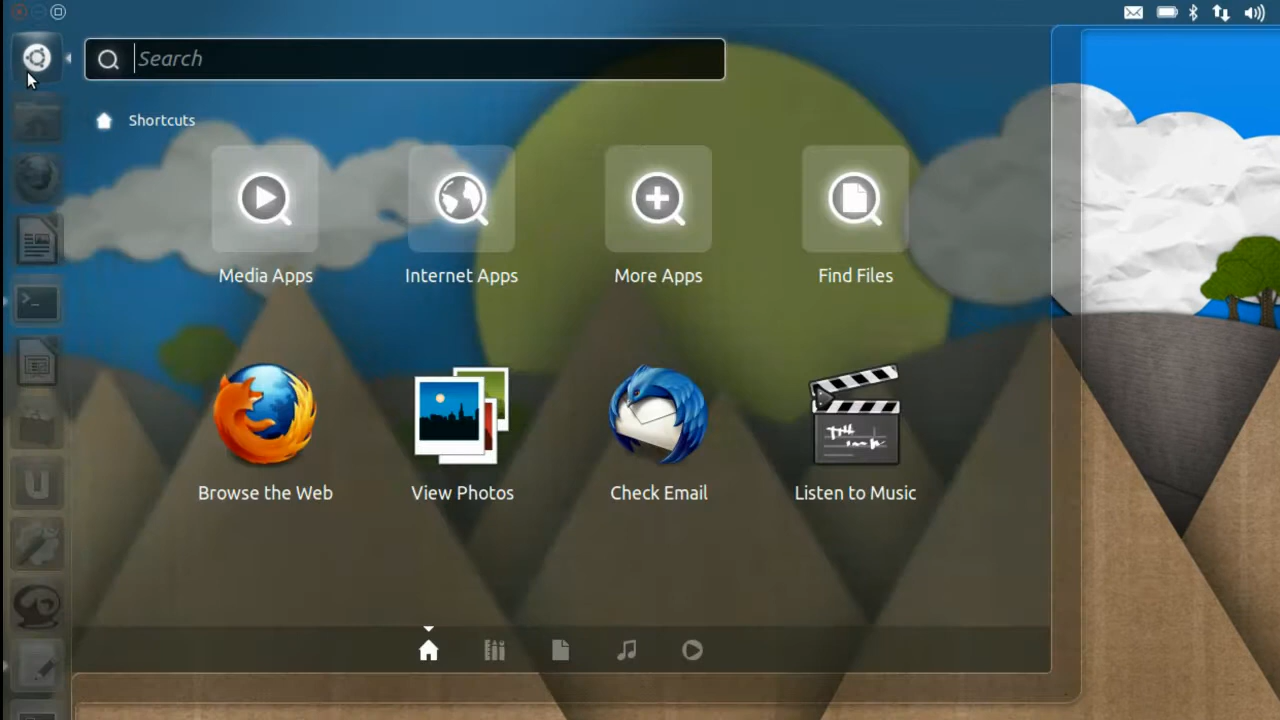 Search
Shortcuts
Media Apps
Internet Apps
More Apps
Find Files
Browse the Web
View Photos
Check Email
Listen to Music